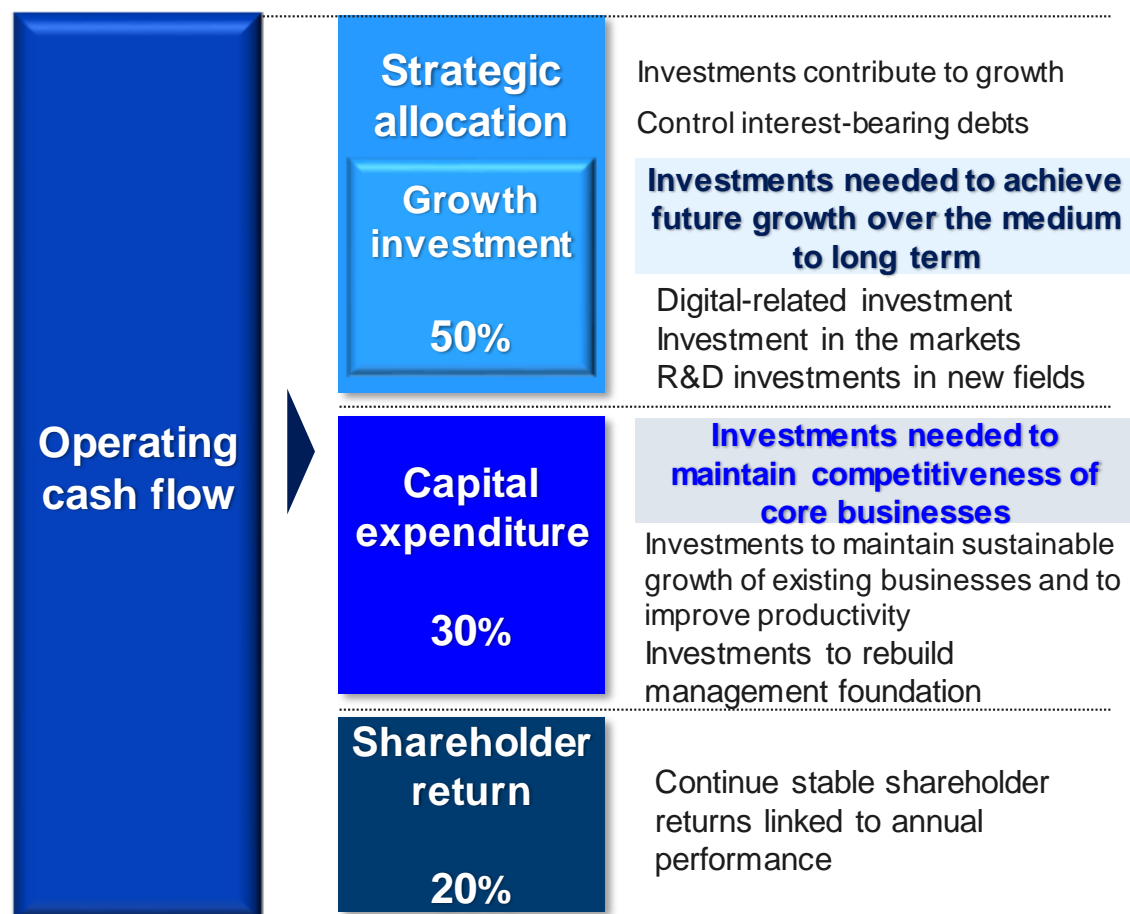 Operating
cash flow
Strategic
allocation
Growth
investment
50%
Investments contribute to growth
Control interest-bearing debts
Investments needed to achieve
future growth over the medium
to long term
Digital-related investment
Investment in the markets
R&D investments in new fields
Capital
expenditure
30%
Investments needed to
maintain competitiveness of
core businesses
Investments to maintain sustainable
growth of existing businesses and to
improve productivity
Investments to rebuild
management foundation
Shareholder
return
20%
Continue stable shareholder
returns linked to annual
performance